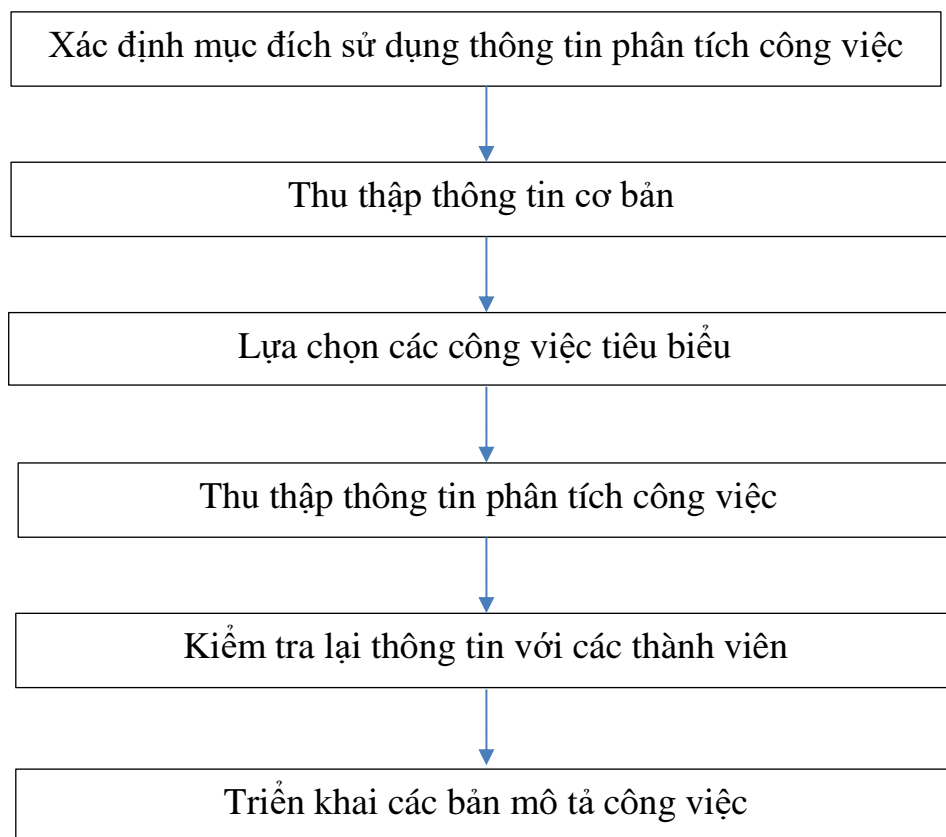 Xác định mục đích sử dụng thông tin phân tích công việc
Thu thập thông tin cơ bản
Lựa chọn các công việc tiêu biểu
Thu thập thông tin phân tích công việc
Kiểm tra lại thông tin với các thành viên
Triển khai các bản mô tả công việc